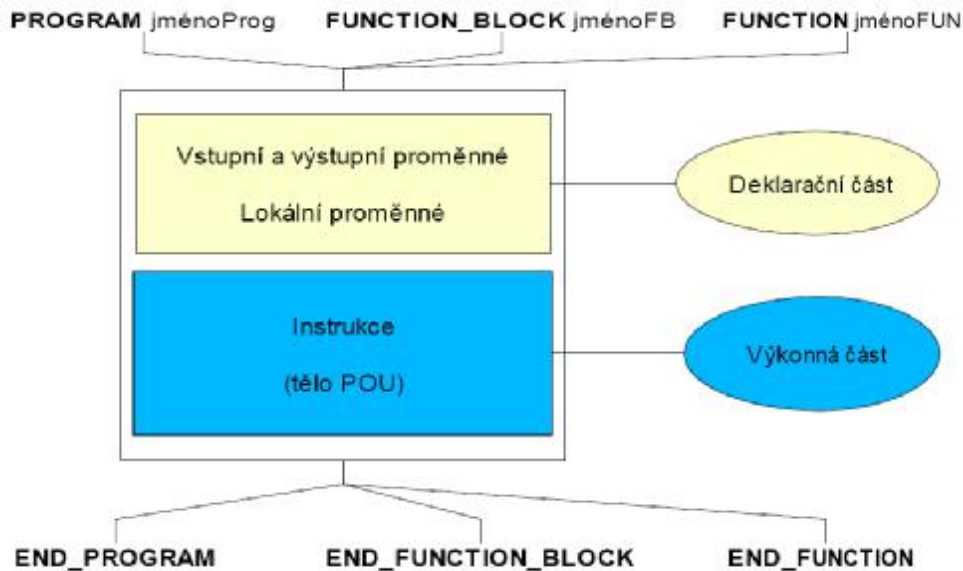 PROGRAM jménoProg FUNCTION_BLOCK jménoFB FUNCTION jménoFUN
Vstupní a výstupní proměnné
Lokální proměnné
Deklarační část
Instrukce
(tělo POU)
Výkonná část
END_PROGRAM END_FUNCTION_BLOCK END_FUNCTION